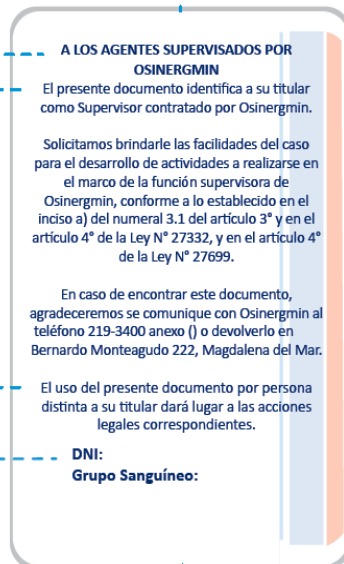 A LOS AGENTES SUPERVISADOS POR
OSINERGMIN
El presente documento identifica a su titular
como Supervisor contratado por Osinergmin.
Solicitamos brindarle las facilidades del caso
para el desarrollo de actividades a realizarse en
el marco de la función supervisora de
Osinergmin, conforme a lo establecido en el
inciso a) del numeral 3.1 del artículo 3° y en el
artículo 4° de la Ley N° 27332, y en el artículo 4°
de la Ley N° 27699.
En caso de encontrar este documento,
agradeceremos se comunique con Osinergmin al
teléfono 219-3400 anexo () o devolverlo en
Bernardo Monteagudo 222, Magdalena del Mar.
El uso del presente documento por persona
distinta a su titular dará lugar a las acciones
legales correspondientes.
DNI:
Grupo Sanguíneo: